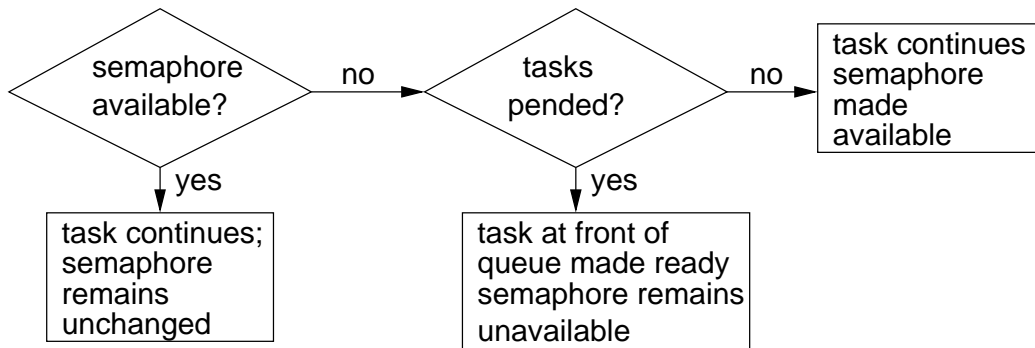 semaphore
available?
no
tasks
pended?
no
task continues
semaphore
made
available
yes
task continues;
semaphore
remains
unchanged
yes
task at front of
queue made ready
semaphore remains
unavailable